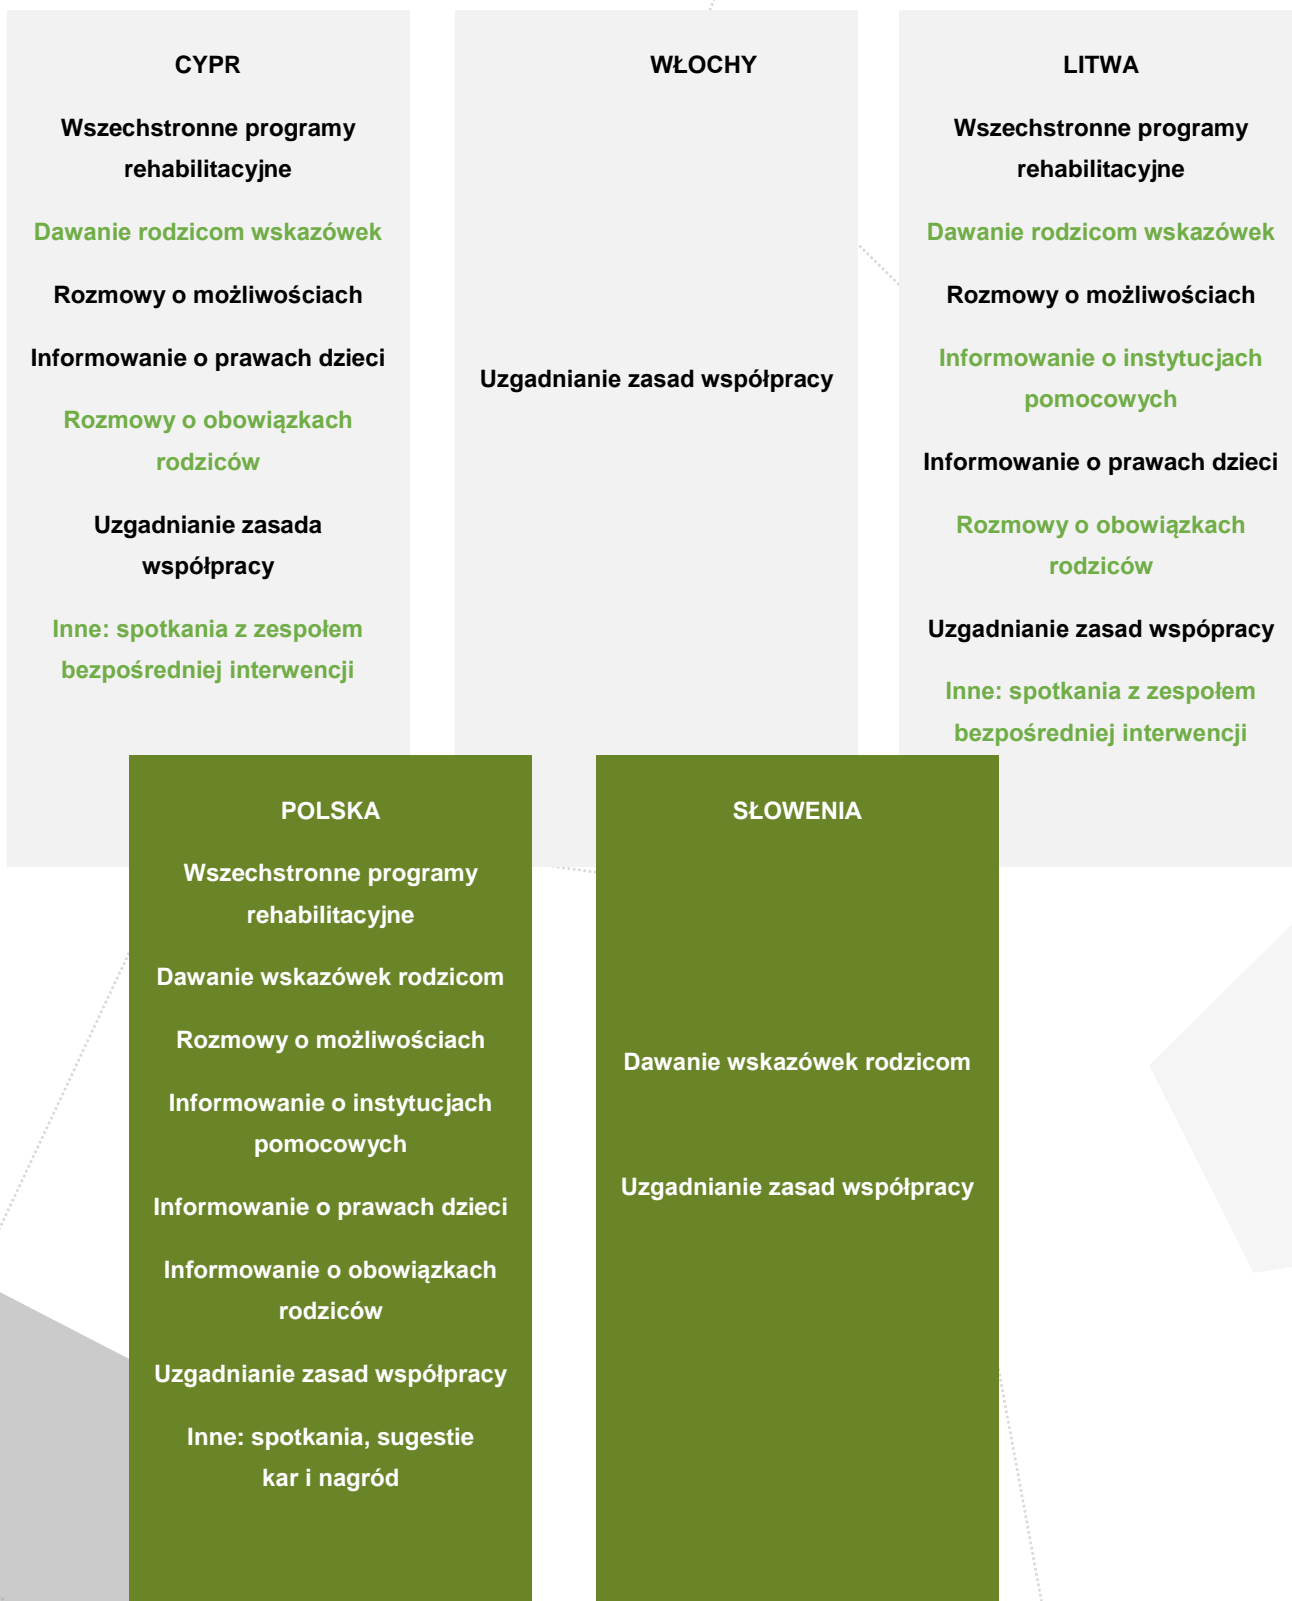 CYPR
Wszechstronne programy
rehabilitacyjne
Dawanie rodzicom wskazówek
Rozmowy o możliwościach
Informowanie o prawach dzieci
Rozmowy o obowiązkach
rodziców
Uzgadnianie zasada
współpracy
Inne: spotkania z zespołem
bezpośredniej interwencji
WŁOCHY
Uzgadnianie zasad współpracy
LITWA
Wszechstronne programy
rehabilitacyjne
Dawanie rodzicom wskazówek
Rozmowy o możliwościach
Informowanie o instytucjach
pomocowych
Informowanie o prawach dzieci
Rozmowy o obowiązkach
rodziców
Uzgadnianie zasad wspópracy
Inne: spotkania z zespołem
bezpośredniej interwencji
POLSKA
Wszechstronne programy
rehabilitacyjne
Dawanie wskazówek rodzicom
Rozmowy o możliwościach
Informowanie o instytucjach
pomocowych
Informowanie o prawach dzieci
Informowanie o obowiązkach
rodziców
Uzgadnianie zasad współpracy
Inne: spotkania, sugestie
kar i nagród
SŁOWENIA
Dawanie wskazówek rodzicom
Uzgadnianie zasad współpracy